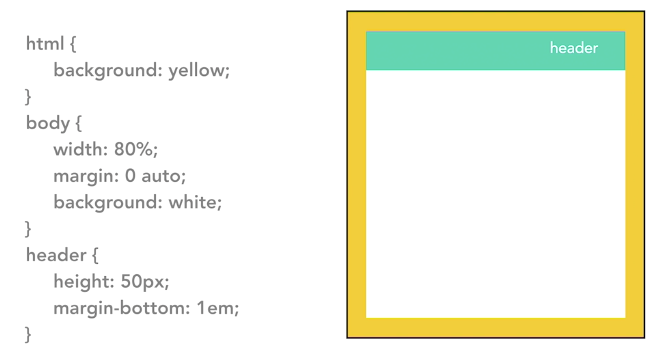 html {
background: yellow;
}
body {
width: 80%;
margin: 0 auto;
background: white;
}
header {
height: 50px;
margin-bottom: 1em;
}
header